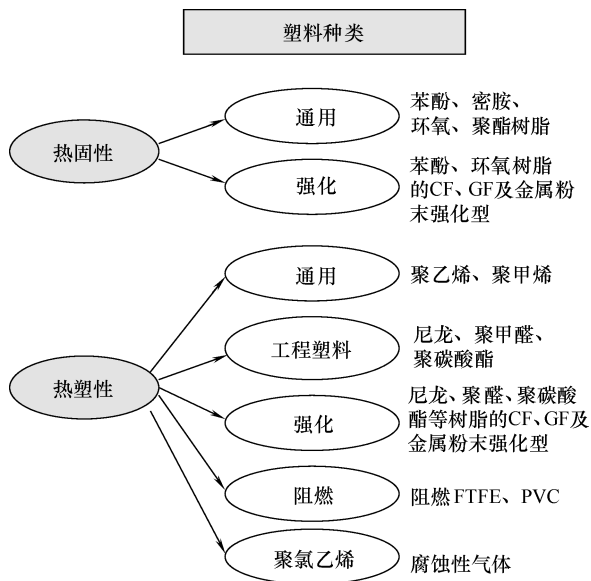 塑料种类
热固性
通用
苯酚、密胺、
环氧、聚酯树脂
强化
苯酚、环氧树脂
的CF、GF及金属粉
末强化型
热塑性
通用
聚乙烯、聚甲烯
工程塑料
尼龙、聚甲醛、
聚碳酸酯
强化
尼龙、聚醛、聚碳酸
酯等树脂的CF、GF及
金属粉末强化型
阻燃
阻燃FTFE、PVC
聚氯乙烯
腐蚀性气体